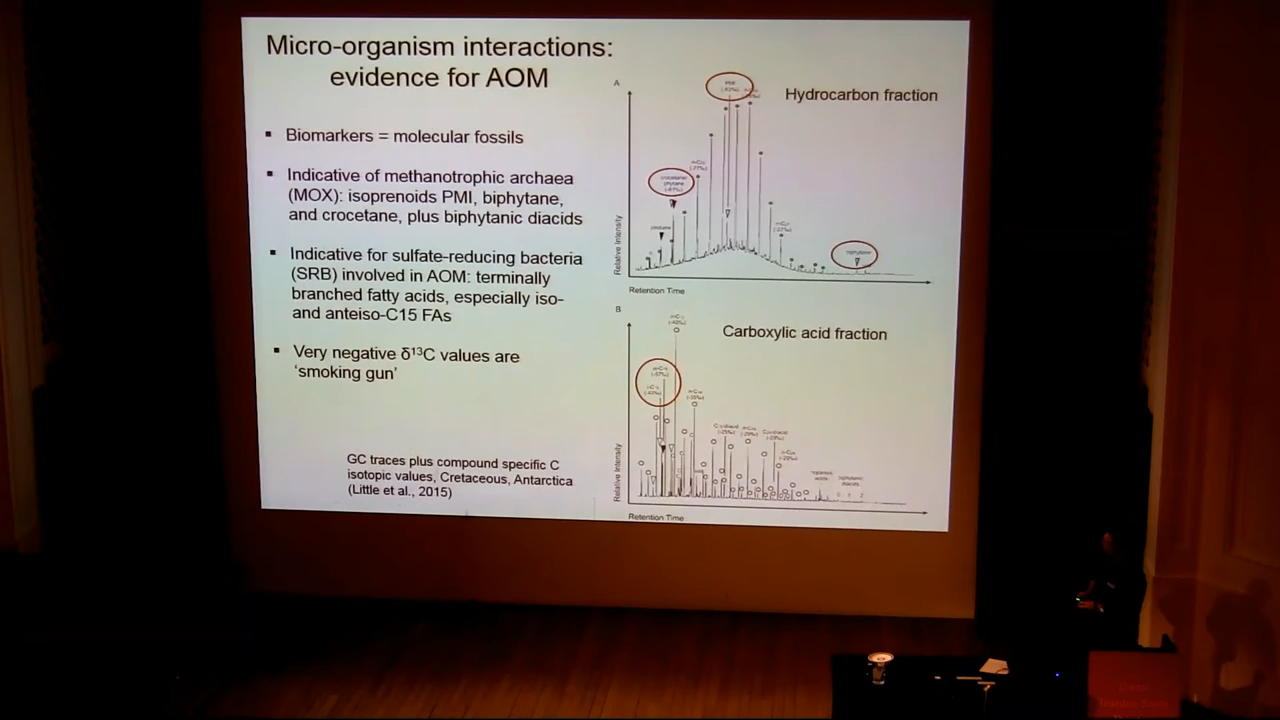 Micro-organism interactions:
evidence for AOM
Biomarkers = molecular fossils
Indicative of methanotrophic archaea
(MOX): isoprenoids PMI, biphytane,
and crocetane, plus biphytanic diacids
Indicative for sulfate-reducing bacteria
(SRB) involved in AOM: terminally
branched fatty acids, especially iso-
and anteiso-C15 FAs
Very negative δ¹³C values are
‘smoking gun’
GC traces plus compound specific C
isotopic values, Cretaceous, Antarctica
(Little et al., 2015)
A
Hydrocarbon fraction
Relative Intensity
Retention Time
B
Carboxylic acid fraction
Relative Intensity
Retention Time